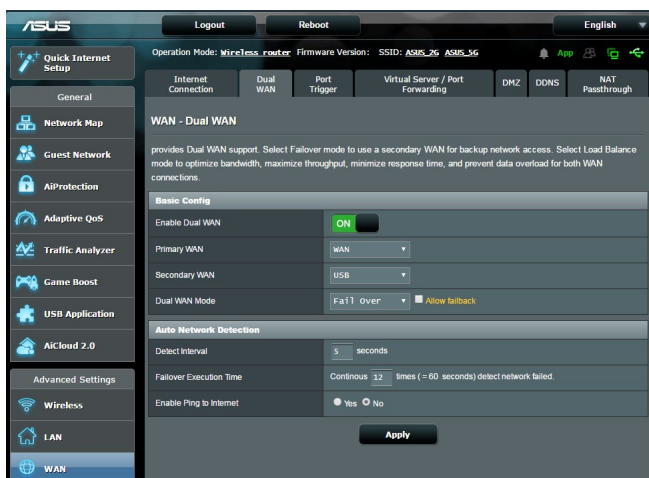 ASUS
Logout
Reboot
English
Quick Internet
Setup
Operation Mode: Wireless router Firmware Version: SSID: ASUS_2G ASUS_5G
App
General
Network Map
Guest Network
AiProtection
Adaptive QoS
Traffic Analyzer
Game Boost
USB Application
AiCloud 2.0
Advanced Settings
Wireless
LAN
WAN
Internet
Connection
Dual
WAN
Port
Trigger
Virtual Server / Port
Forwarding
DMZ
DDNS
NAT
Passthrough
WAN - Dual WAN
provides Dual WAN support. Select Failover mode to use a secondary WAN for backup network access. Select Load Balance
mode to optimize bandwidth, maximize throughput, minimize response time, and prevent data overload for both WAN
connections.
Basic Config
Enable Dual WAN
ON
Primary WAN
WAN
Secondary WAN
USB
Dual WAN Mode
Fail Over
Allow failback
Auto Network Detection
Detect Interval
5 seconds
Failover Execution Time
Continous 12 times ( = 60 seconds) detect network failed.
Enable Ping to Internet
Yes No
Apply